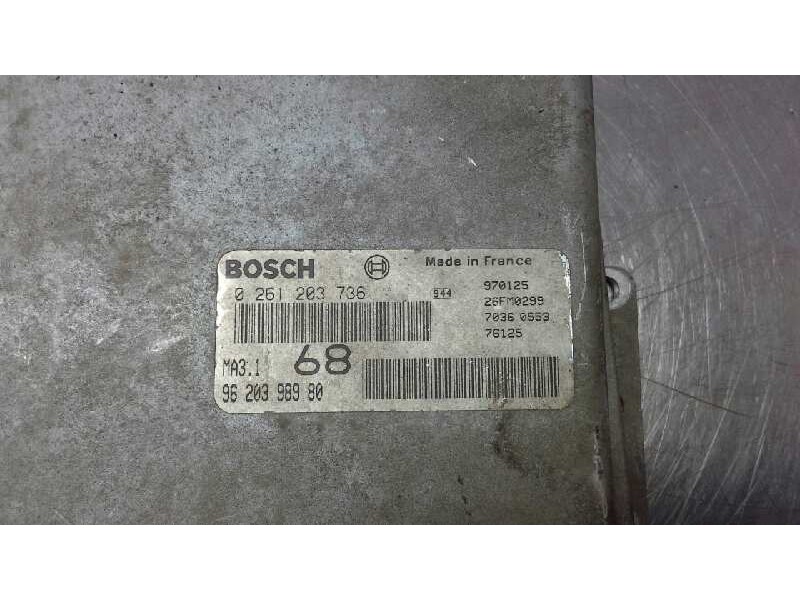 BOSCH Made in France
0 261 203 736 944 970125
26FM0299
7036 0553
76125
MA3.1 68
96 203 989 80